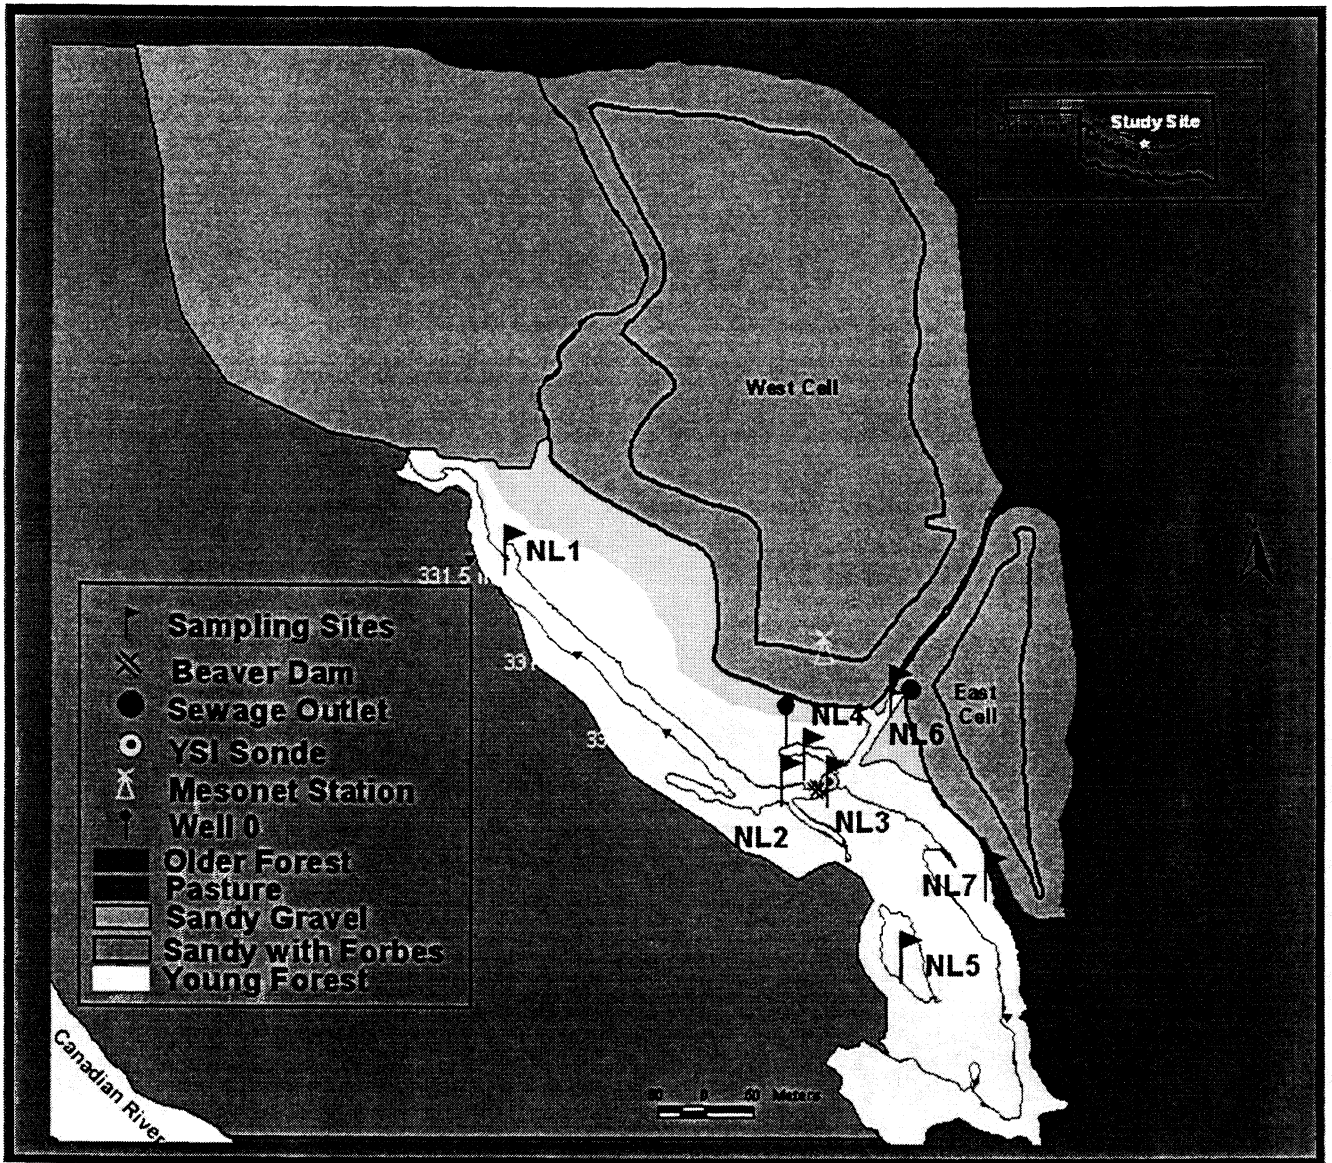 Study Site
West Cell
NL1
331.5
East
Cell
NL4
NL6
NL2
NL3
NL7
NL5
Sampling Sites
Beaver Dam
Sewage Outlet
YSI Sonde
Mesonet Station
Well 0
Older Forest
Pasture
Sandy Gravel
Sandy with Forbes
Young Forest
Canadian River
Meters